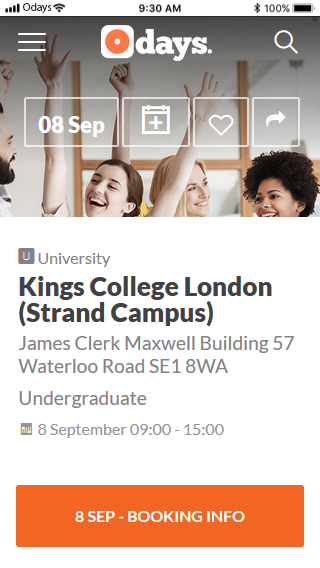 Odays 9:30 AM 100%
Odays.
08 Sep
U University
Kings College London
(Strand Campus)
James Clerk Maxwell Building 57
Waterloo Road SE1 8WA
Undergraduate
8 September 09:00 - 15:00
8 SEP - BOOKING INFO